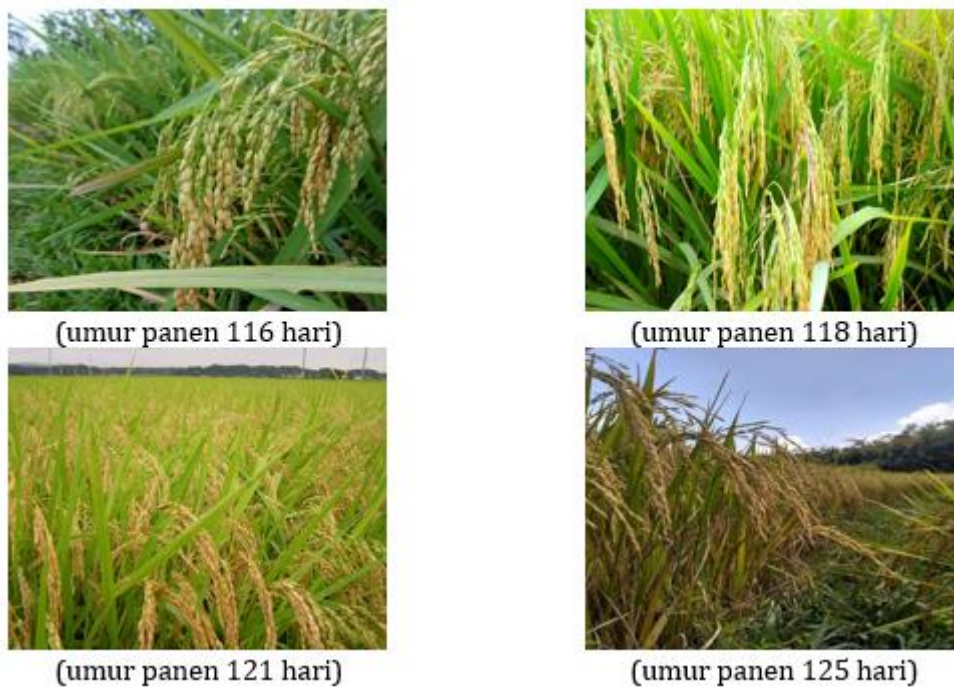 (umur panen 116 hari)
(umur panen 118 hari)
(umur panen 121 hari)
(umur panen 125 hari)